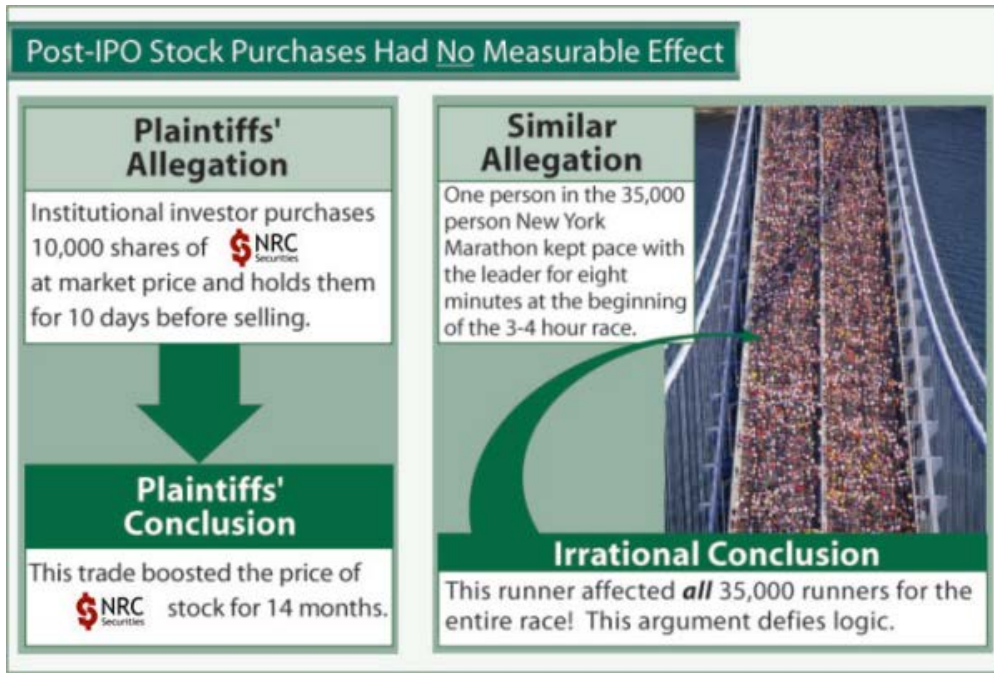 Post-IPO Stock Purchases Had No Measurable Effect
Plaintiffs'
Allegation
Institutional investor purchases
10,000 shares of $ NRC
Securities
at market price and holds them
for 10 days before selling.
Plaintiffs'
Conclusion
This trade boosted the price of
$ NRC Securities stock for 14 months.
Similar
Allegation
One person in the 35,000
person New York
Marathon kept pace with
the leader for eight
minutes at the beginning
of the 3-4 hour race.
Irrational Conclusion
This runner affected all 35,000 runners for the
entire race! This argument defies logic.